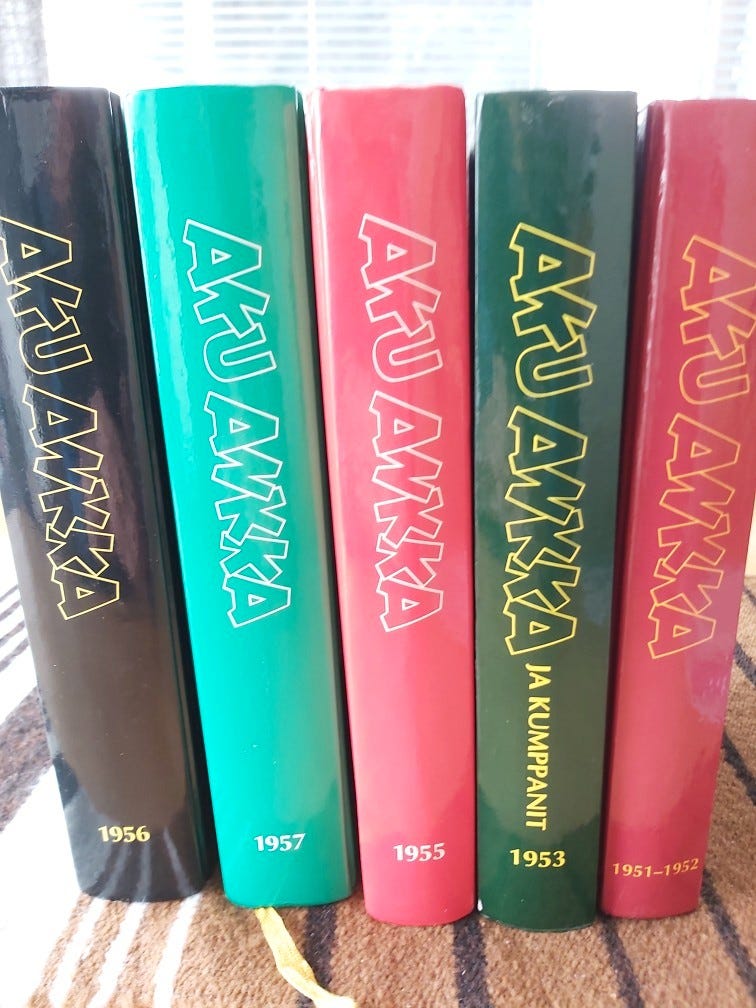 AKU ANKKA
1956
AKU ANKKA
1957
AKU ANKKA
1955
AKU ANKKA JA KUMPPANIT
1953
AKU ANKKA
1951–1952